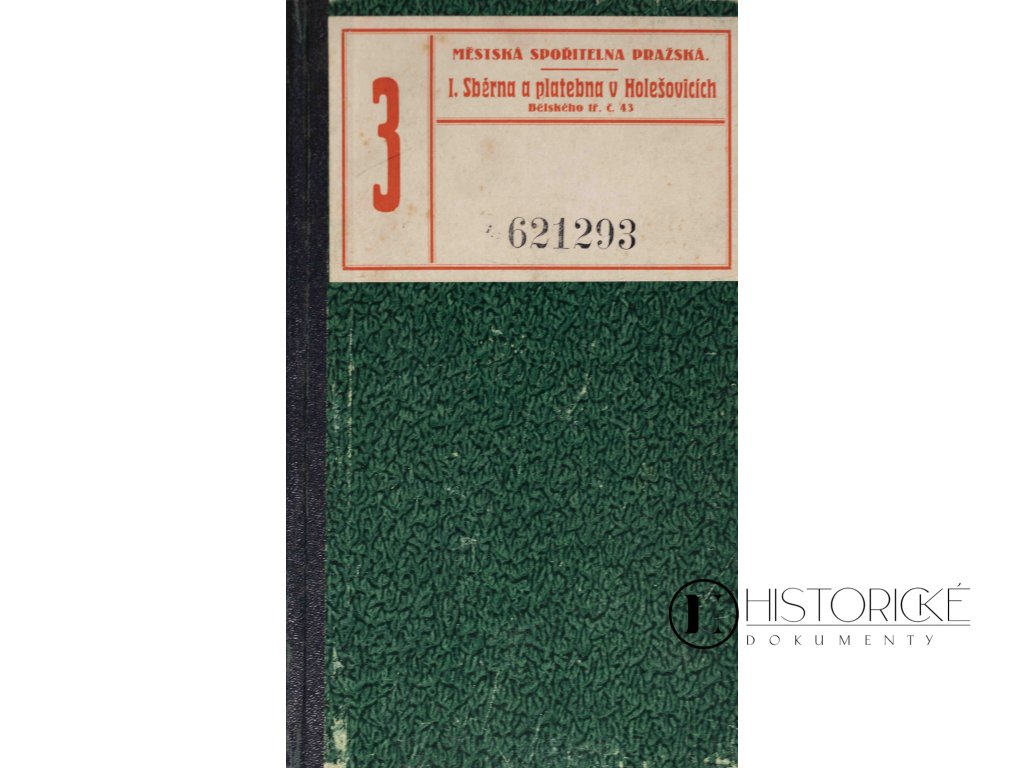 MĚSTSKÁ SPOŘITELNA PRAŽSKÁ.
I. Sběrna a platebna v Holešovicích
Bělského tř. č. 43
3
621293
HISTORICKÉ
DOKUMENTY